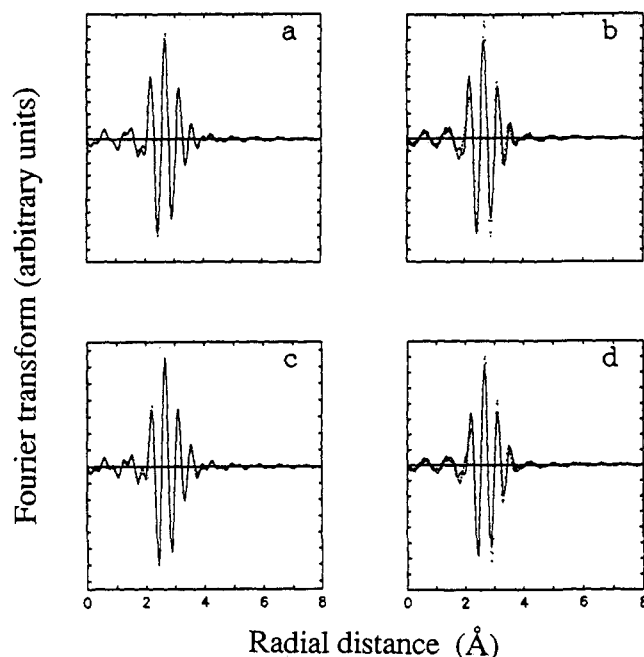 a
b
c
d
Fourier transform (arbitrary units)
0 2 4 6 8
0 2 4 6 8
Radial distance (Å)